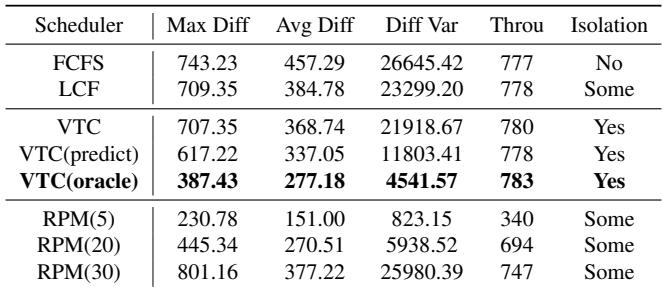 Scheduler Max Diff Avg Diff Diff Var Throu Isolation
FCFS 743.23 457.29 26645.42 777 No
LCF 709.35 384.78 23299.20 778 Some
VTC 707.35 368.74 21918.67 780 Yes
VTC(predict) 617.22 337.05 11803.41 778 Yes
VTC(oracle) 387.43 277.18 4541.57 783 Yes
RPM(5) 230.78 151.00 823.15 340 Some
RPM(20) 445.34 270.51 5938.52 694 Some
RPM(30) 801.16 377.22 25980.39 747 Some